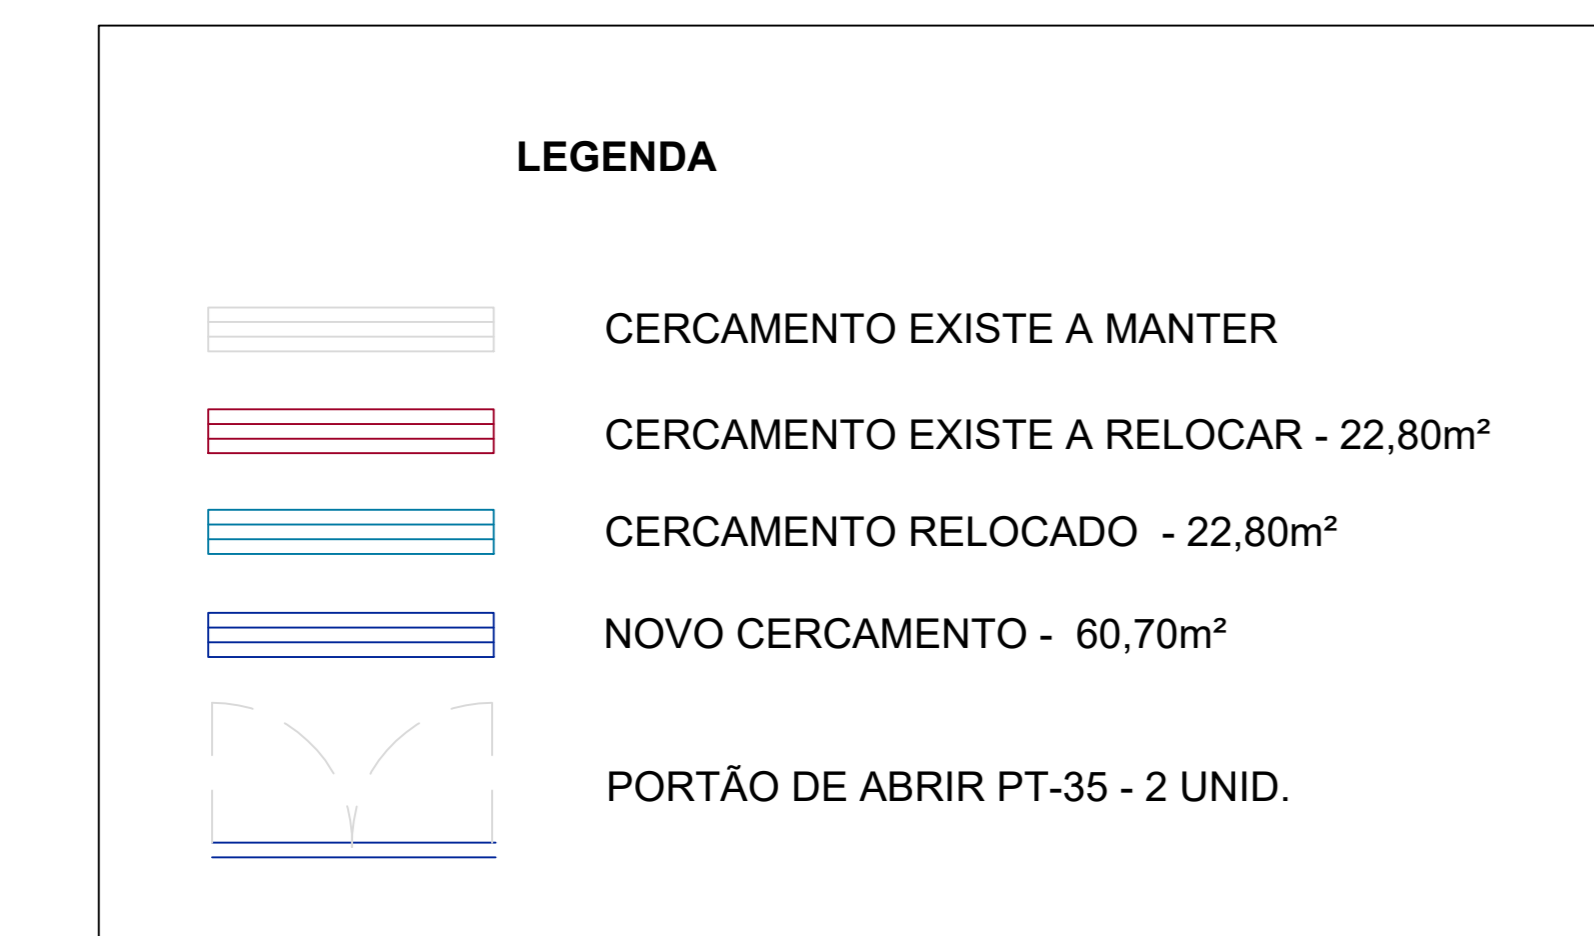 LEGENDA
CERCAMENTO EXISTE A MANTER
CERCAMENTO EXISTE A RELOCAR - 22,80m²
CERCAMENTO RELOCADO  - 22,80m²
NOVO CERCAMENTO -  60,70m²
PORTÃO DE ABRIR PT-35 - 2 UNID.